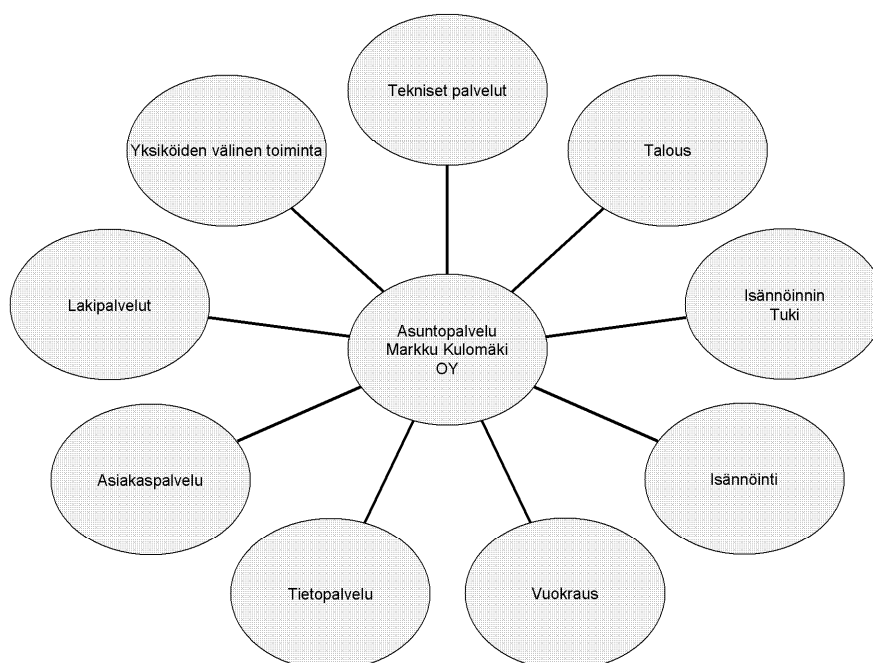 Tekniset palvelut
Yksiköiden välinen toiminta
Talous
Lakipalvelut
Isännöinnin
Tuki
Asuntopalvelu
Markku Kulomäki
OY
Asiakaspalvelu
Isännöinti
Tietopalvelu
Vuokraus